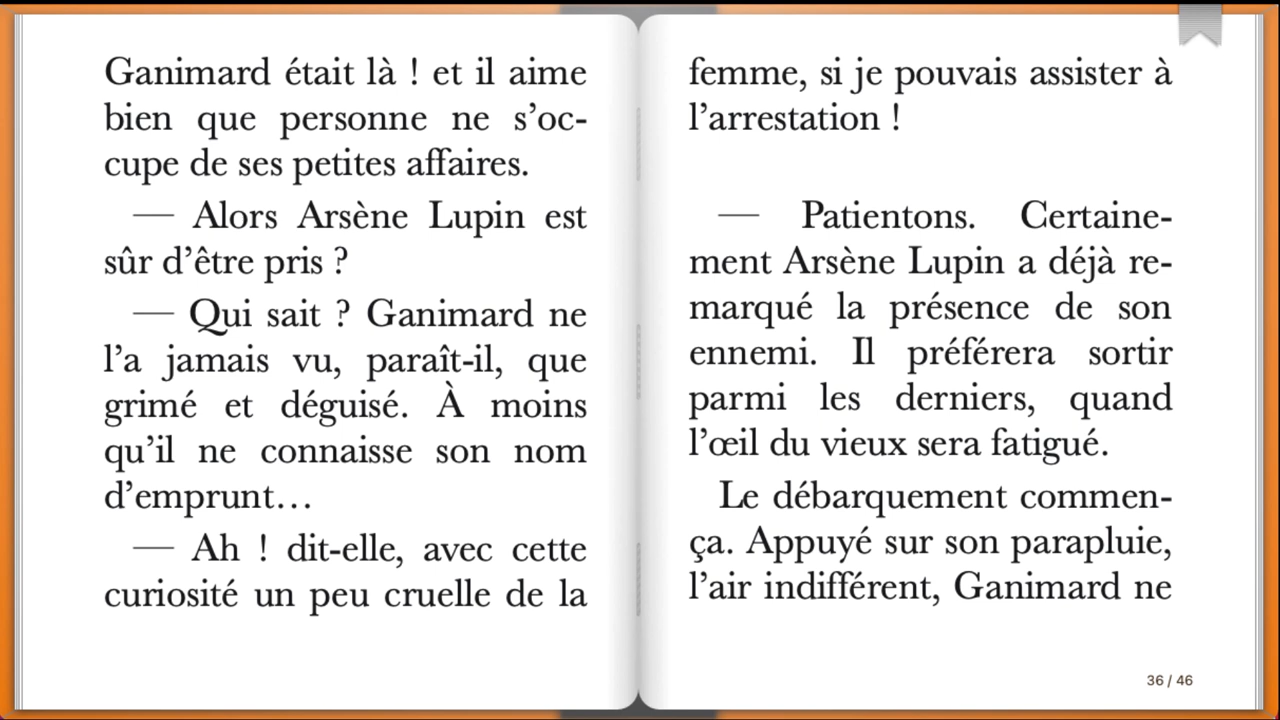 Ganimard était là ! et il aime
bien que personne ne s’oc-
cupe de ses petites affaires.
— Alors Arsène Lupin est
sûr d’être pris ?
— Qui sait ? Ganimard ne
l’a jamais vu, paraît-il, que
grimé et déguisé. À moins
qu’il ne connaisse son nom
d’emprunt…
— Ah ! dit-elle, avec cette
curiosité un peu cruelle de la
femme, si je pouvais assister à
l’arrestation !
— Patientons. Certaine-
ment Arsène Lupin a déjà re-
marqué la présence de son
ennemi. Il préférera sortir
parmi les derniers, quand
l’œil du vieux sera fatigué.
Le débarquement commen-
ça. Appuyé sur son parapluie,
l’air indifférent, Ganimard ne
36 / 46